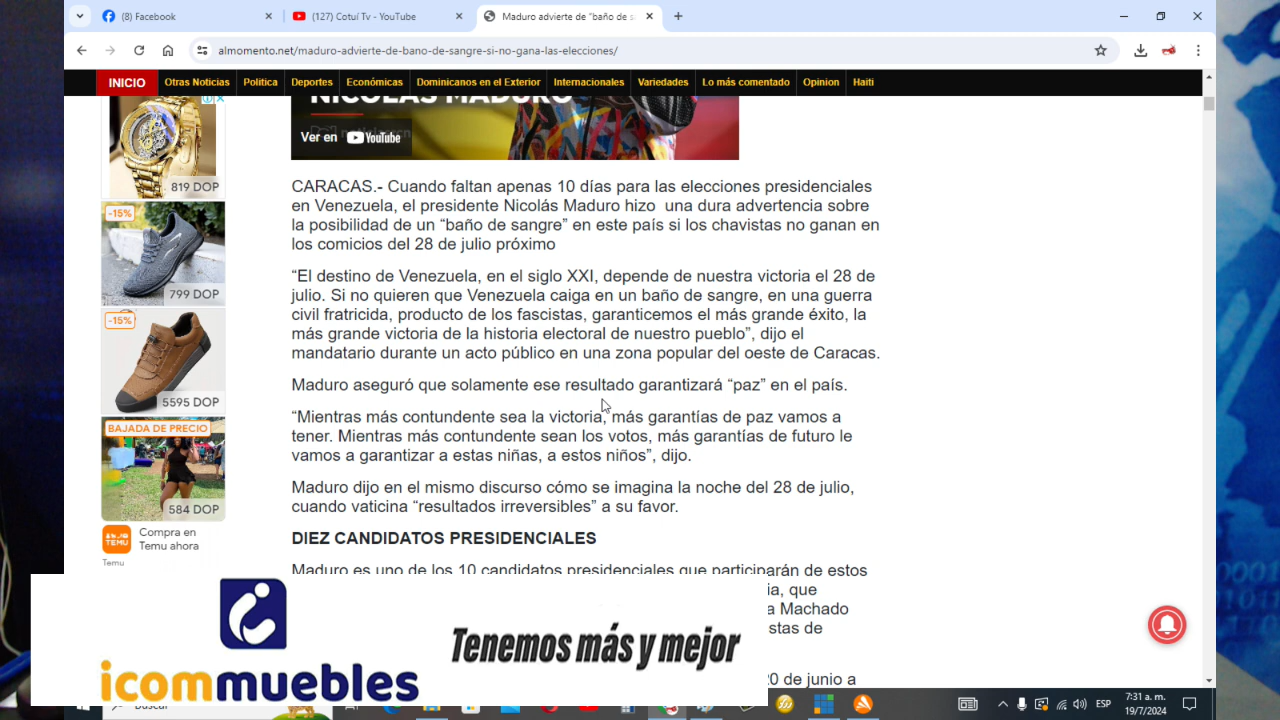 (8) Facebook
(127) Cotuí Tv - YouTube
Maduro advierte de "baño de s
almomento.net/maduro-advierte-de-bano-de-sangre-si-no-gana-las-elecciones/
INICIO
Otras Noticias
Politica
Deportes
Económicas
Dominicanos en el Exterior
Internacionales
Variedades
Lo más comentado
Opinion
Haiti
NICOLÁS MADURO
Ver en YouTube
819 DOP
-15%
799 DOP
-15%
5595 DOP
BAJADA DE PRECIO
584 DOP
TEMU
Compra en
Temu ahora
Temu
CARACAS.- Cuando faltan apenas 10 días para las elecciones presidenciales
en Venezuela, el presidente Nicolás Maduro hizo una dura advertencia sobre
la posibilidad de un “baño de sangre” en este país si los chavistas no ganan en
los comicios del 28 de julio próximo
“El destino de Venezuela, en el siglo XXI, depende de nuestra victoria el 28 de
julio. Si no quieren que Venezuela caiga en un baño de sangre, en una guerra
civil fratricida, producto de los fascistas, garanticemos el más grande éxito, la
más grande victoria de la historia electoral de nuestro pueblo”, dijo el
mandatario durante un acto público en una zona popular del oeste de Caracas.
Maduro aseguró que solamente ese resultado garantizará “paz” en el país.
“Mientras más contundente sea la victoria, más garantías de paz vamos a
tener. Mientras más contundente sean los votos, más garantías de futuro le
vamos a garantizar a estas niñas, a estos niños”, dijo.
Maduro dijo en el mismo discurso cómo se imagina la noche del 28 de julio,
cuando vaticina “resultados irreversibles” a su favor.
DIEZ CANDIDATOS PRESIDENCIALES
Maduro es uno de los 10 candidatos presidenciales que participarán de estos
ia, que
a Machado
stas de
20 de junio a
icommuebles
Tenemos más y mejor
Buscar
ESP
7:31 a. m.
19/7/2024